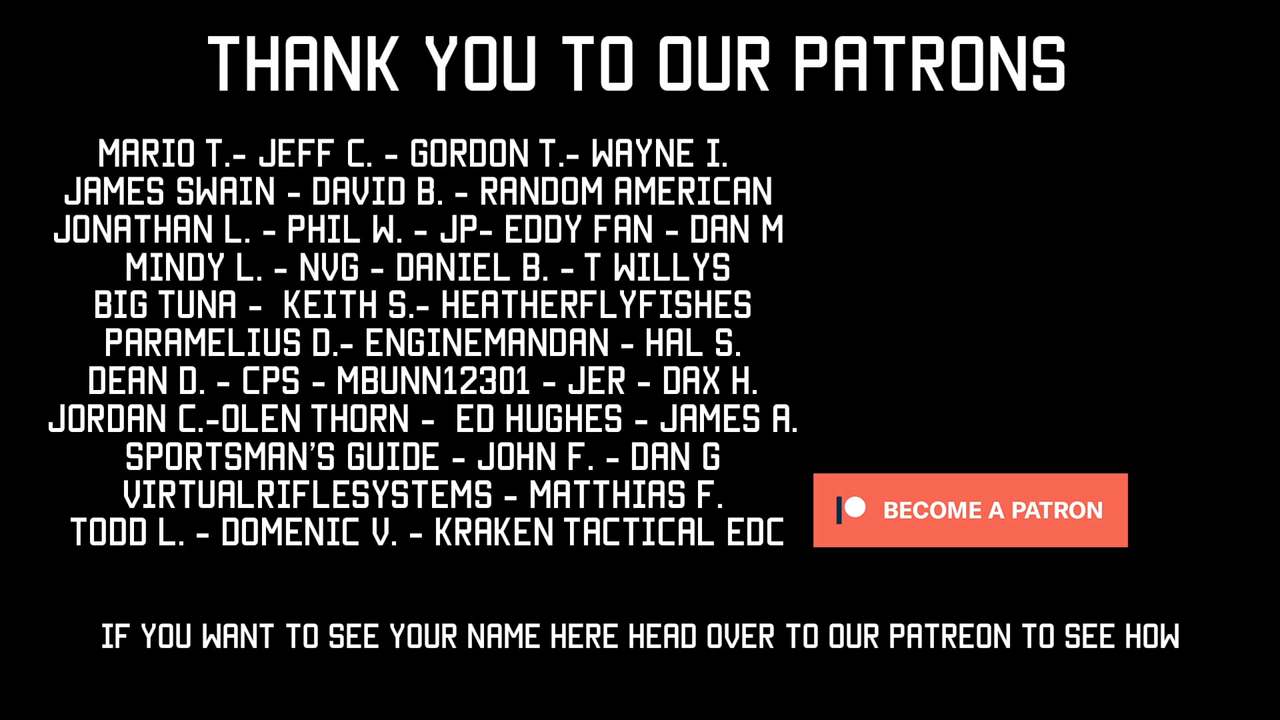 THANK YOU TO OUR PATRONS
MARIO T.- JEFF C. - GORDON T.- WAYNE I.
JAMES SWAIN - DAVID B. - RANDOM AMERICAN
JONATHAN L. - PHIL W. - JP- EDDY FAN - DAN M
MINDY L. - NVG - DANIEL B. - T WILLYS
BIG TUNA - KEITH S.- HEATHERFLYFISHES
PARAMELIUS D.- ENGINEMANDAN - HAL S.
DEAN D. - CPS - MBUNN12301 - JER - DAX H.
JORDAN C.-OLEN THORN - ED HUGHES - JAMES A.
SPORTSMAN'S GUIDE - JOHN F. - DAN G
VIRTUALRIFLESYSTEMS - MATTHIAS F.
TODD L. - DOMENIC V. - KRAKEN TACTICAL EDC
BECOME A PATRON
IF YOU WANT TO SEE YOUR NAME HERE HEAD OVER TO OUR PATREON TO SEE HOW